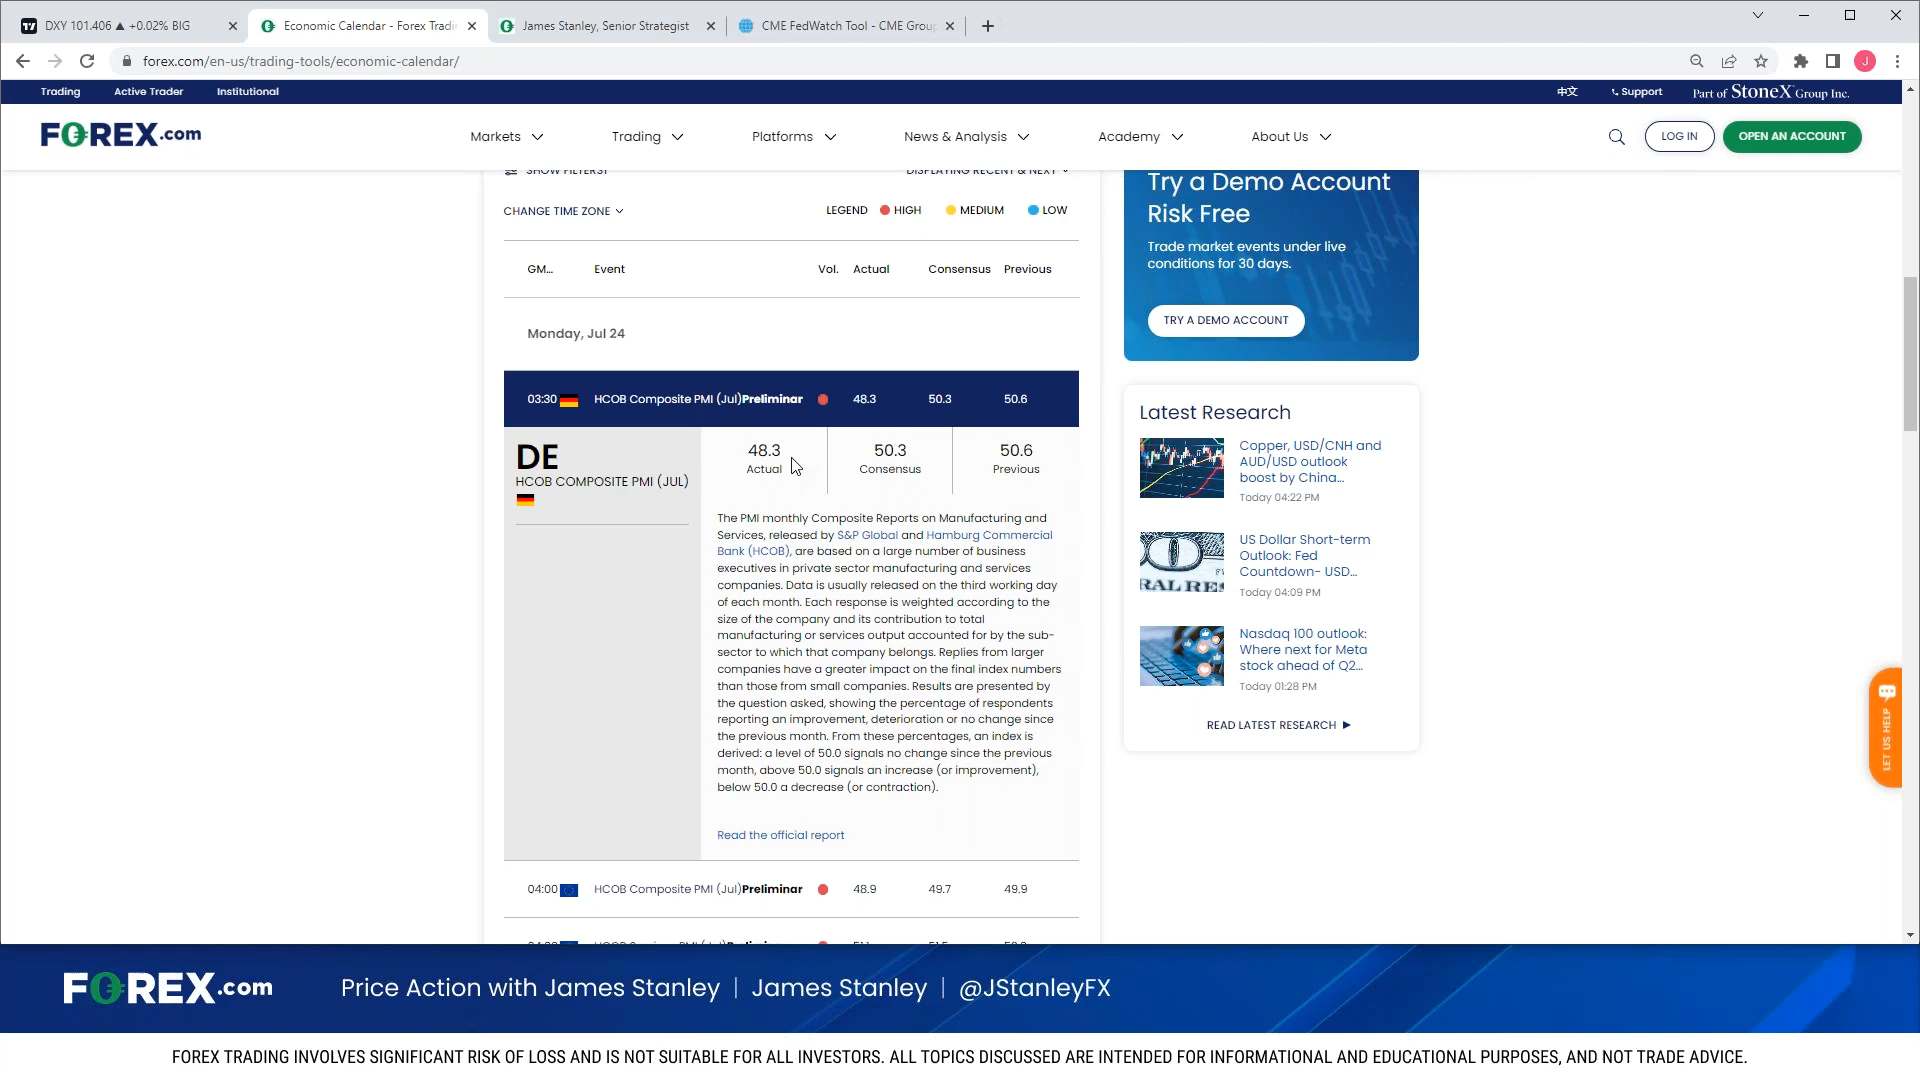 DXY 101.406 ▲ +0.02% BIG
Economic Calendar - Forex Tradin
James Stanley, Senior Strategist
CME FedWatch Tool - CME Group
forex.com/en-us/trading-tools/economic-calendar/
J
Trading Active Trader Institutional
中文 Support Part of StoneX Group Inc.
FOREX.com
Markets Trading Platforms News & Analysis Academy About Us
LOG IN OPEN AN ACCOUNT
SHOW FILTERS? DISPLAYING RECENT & NEXT
CHANGE TIME ZONE LEGEND HIGH MEDIUM LOW
GM... Event Vol. Actual Consensus Previous
Monday, Jul 24
03:30 HCOB Composite PMI (Jul)Preliminar 48.3 50.3 50.6
DE
HCOB COMPOSITE PMI (JUL)
48.3 50.3 50.6
Actual Consensus Previous
The PMI monthly Composite Reports on Manufacturing and
Services, released by S&P Global and Hamburg Commercial
Bank (HCOB), are based on a large number of business
executives in private sector manufacturing and services
companies. Data is usually released on the third working day
of each month. Each response is weighted according to the
size of the company and its contribution to total
manufacturing or services output accounted for by the sub-
sector to which that company belongs. Replies from larger
companies have a greater impact on the final index numbers
than those from small companies. Results are presented by
the question asked, showing the percentage of respondents
reporting an improvement, deterioration or no change since
the previous month. From these percentages, an index is
derived: a level of 50.0 signals no change since the previous
month, above 50.0 signals an increase (or improvement),
below 50.0 a decrease (or contraction).
Read the official report
04:00 HCOB Composite PMI (Jul)Preliminar 48.9 49.7 49.9
Try a Demo Account
Risk Free
Trade market events under live
conditions for 30 days.
TRY A DEMO ACCOUNT
Latest Research
Copper, USD/CNH and
AUD/USD outlook
boost by China...
Today 04:22 PM
US Dollar Short-term
Outlook: Fed
Countdown- USD...
Today 04:09 PM
Nasdaq 100 outlook:
Where next for Meta
stock ahead of Q2...
Today 01:28 PM
READ LATEST RESEARCH ▶
LET US HELP
FOREX.com Price Action with James Stanley | James Stanley | @JStanleyFX
FOREX TRADING INVOLVES SIGNIFICANT RISK OF LOSS AND IS NOT SUITABLE FOR ALL INVESTORS. ALL TOPICS DISCUSSED ARE INTENDED FOR INFORMATIONAL AND EDUCATIONAL PURPOSES, AND NOT TRADE ADVICE.